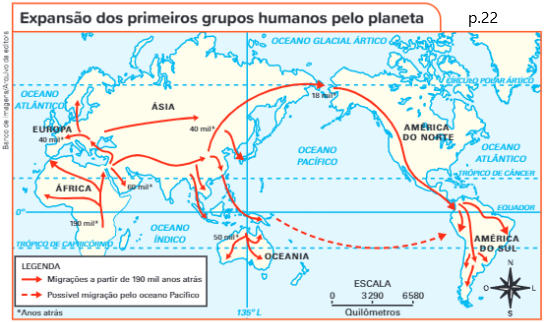 Expansão dos primeiros grupos humanos pelo planeta
p.22
Banco de imagens/Arquivo da editora
OCEANO GLACIAL ÁRTICO
CÍRCULO POLAR ÁRTICO
OCEANO
ATLÂNTICO
ÁSIA
18 mil*
EUROPA
40 mil*
40 mil*
AMÉRICA
DO NORTE
OCEANO
PACÍFICO
OCEANO
ATLÂNTICO
TRÓPICO DE CÂNCER
60 mil*
ÁFRICA
0°
EQUADOR
190 mil*
OCEANO
ÍNDICO
50 mil*
AMÉRICA
DO SUL
TRÓPICO DE CAPRICÓRNIO
OCEANIA
LEGENDA
Migrações a partir de 190 mil anos atrás
Possível migração pelo oceano Pacífico
*Anos atrás
135° L
ESCALA
0 3 290 6 580
Quilômetros
N
O L
S